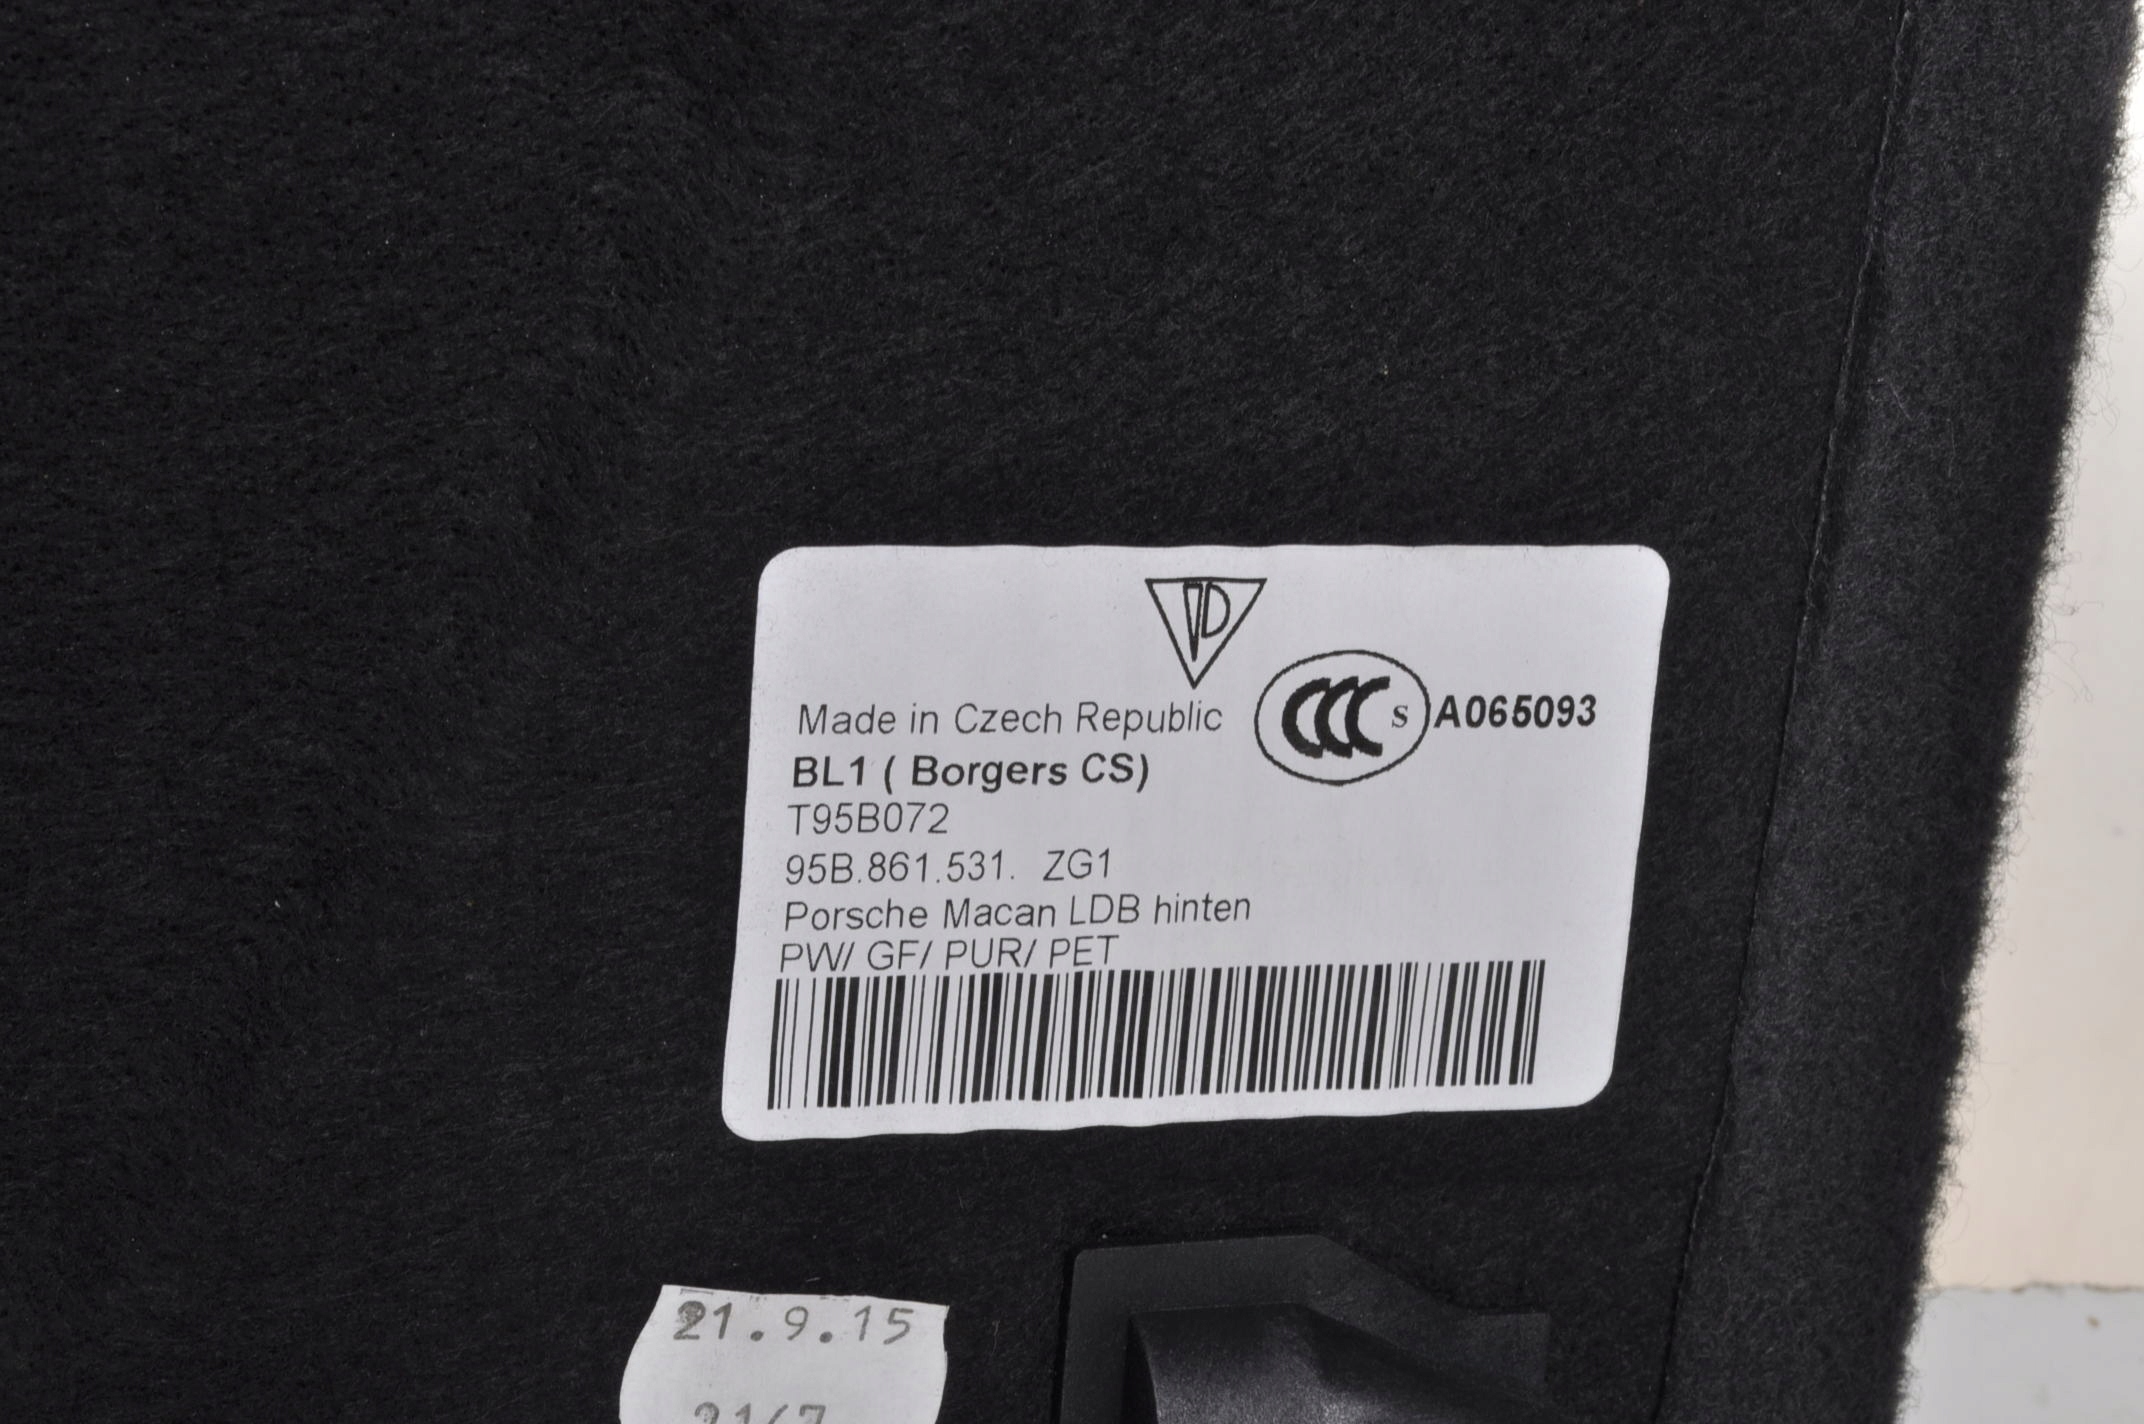 Made in Czech Republic
CCC S A065093
BL1 ( Borgers CS)
T95B072
95B.861.531. ZG1
Porsche Macan LDB hinten
PW/ GF/ PUR/ PET
21.9.15